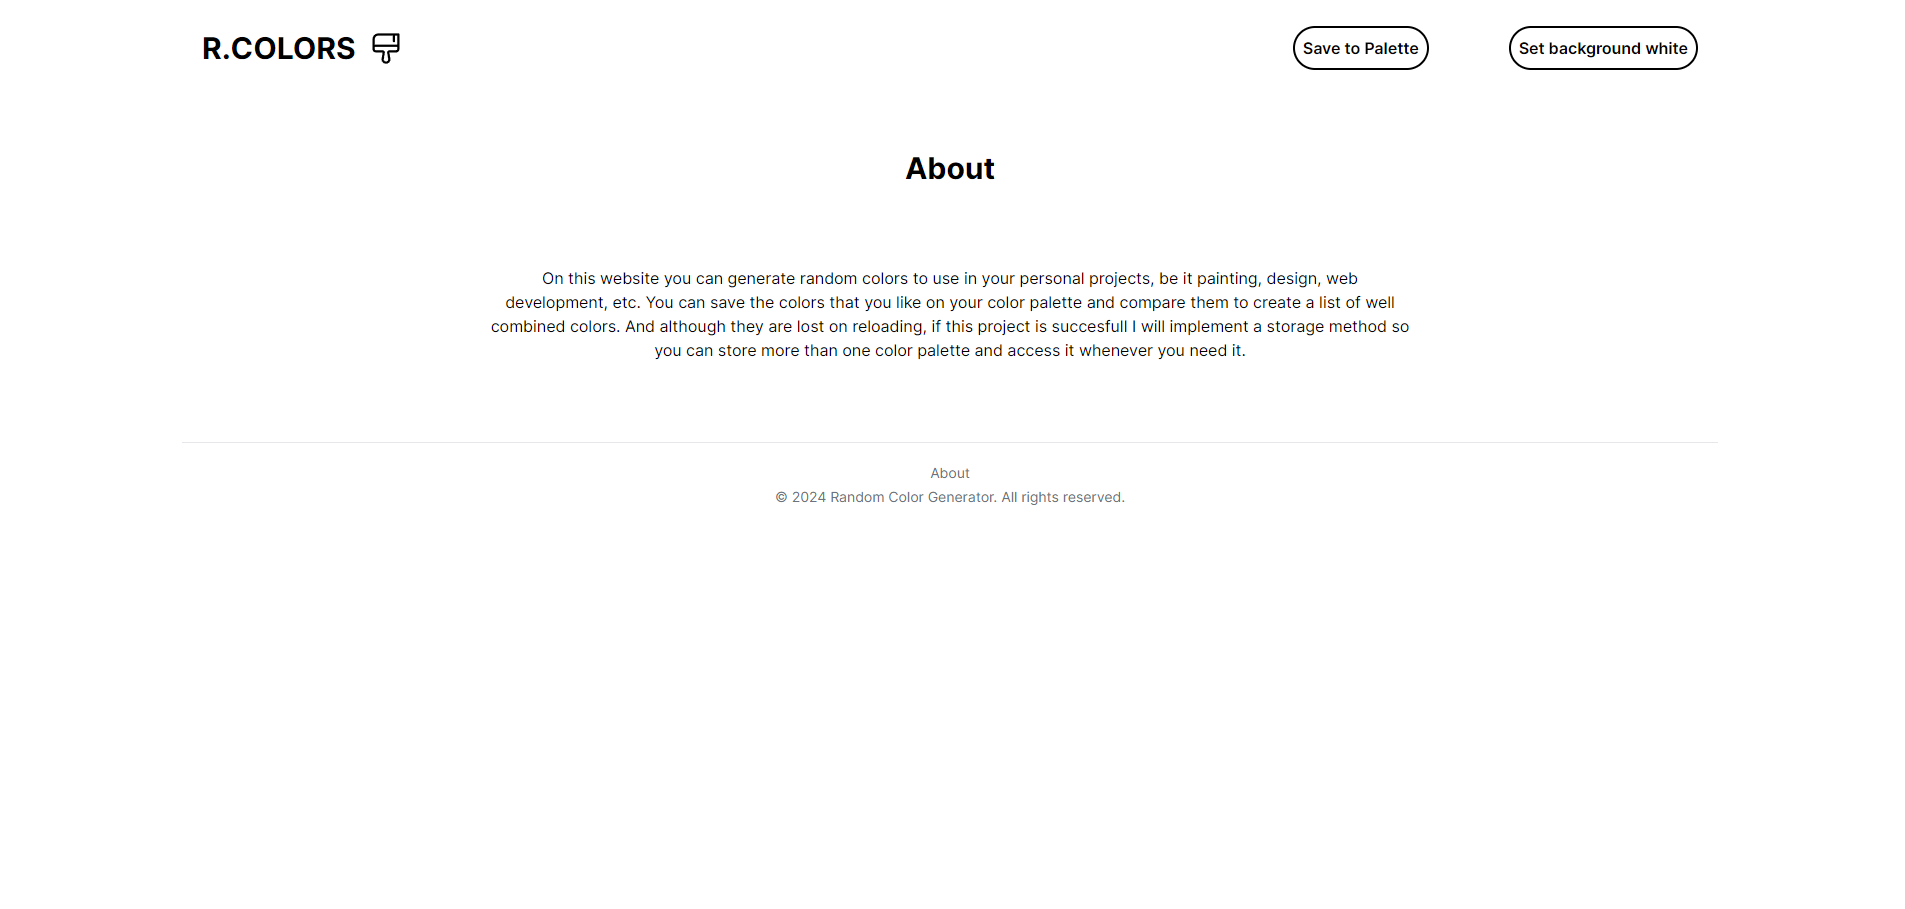 R.COLORS
Save to Palette
Set background white
About
On this website you can generate random colors to use in your personal projects, be it painting, design, web
development, etc. You can save the colors that you like on your color palette and compare them to create a list of well
combined colors. And although they are lost on reloading, if this project is succesfull I will implement a storage method so
you can store more than one color palette and access it whenever you need it.
About
© 2024 Random Color Generator. All rights reserved.